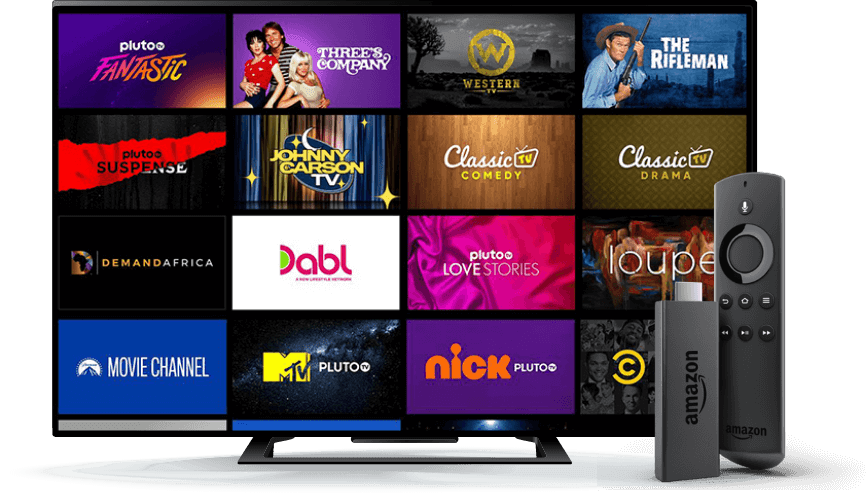 pluto tv
FANTASTIC
THREE'S
COMPANY
WESTERN
TV
THE
RIFLEMAN
pluto tv
SUSPENSE
JOHNNY
CARSON
TV
Classic TV
COMEDY
Classic TV
DRAMA
DEMANDAFRICA
Dabl
A NEW LIFESTYLE NETWORK
pluto tv
LOVE STORIES
loupe
MOVIE CHANNEL
MTV PLUTO TV
nick PLUTO TV
amazon
amazon